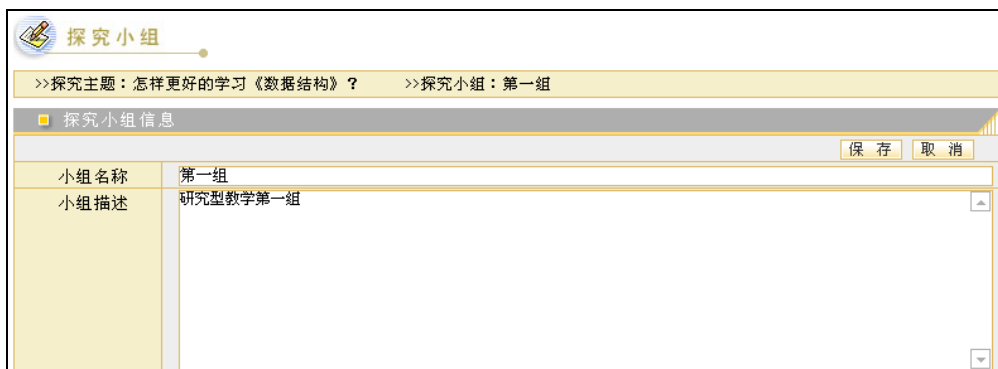 探究小组
>>探究主题：怎样更好的学习《数据结构》？ >>探究小组：第一组
探究小组信息
保 存 取 消
小组名称 第一组
小组描述 研究型教学第一组